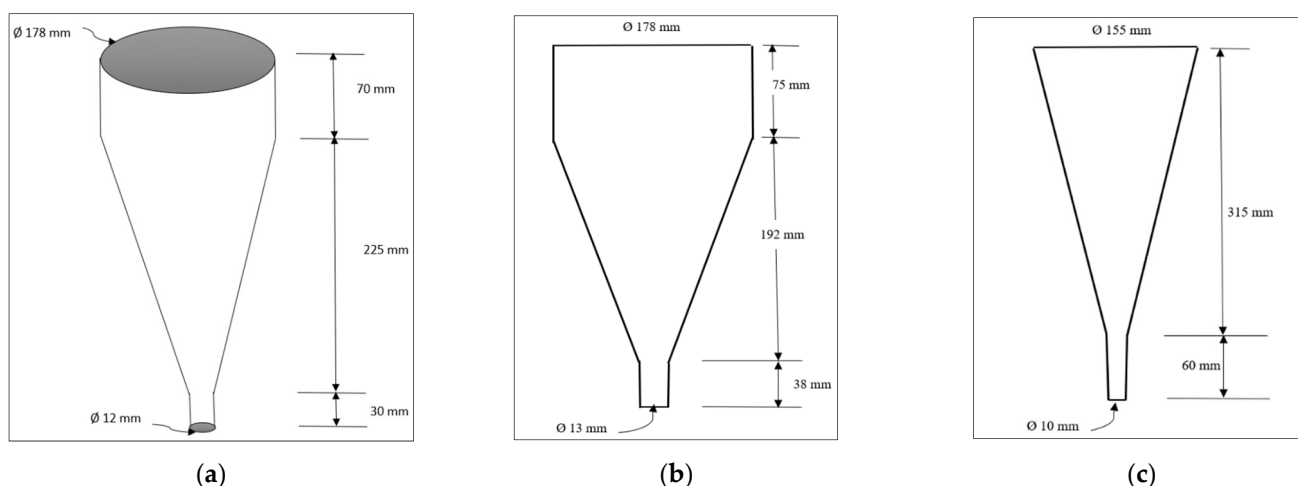 Ø 178 mm
70 mm
225 mm
30 mm
Ø 12 mm
(a)
Ø 178 mm
75 mm
192 mm
38 mm
Ø 13 mm
(b)
Ø 155 mm
315 mm
60 mm
Ø 10 mm
(c)